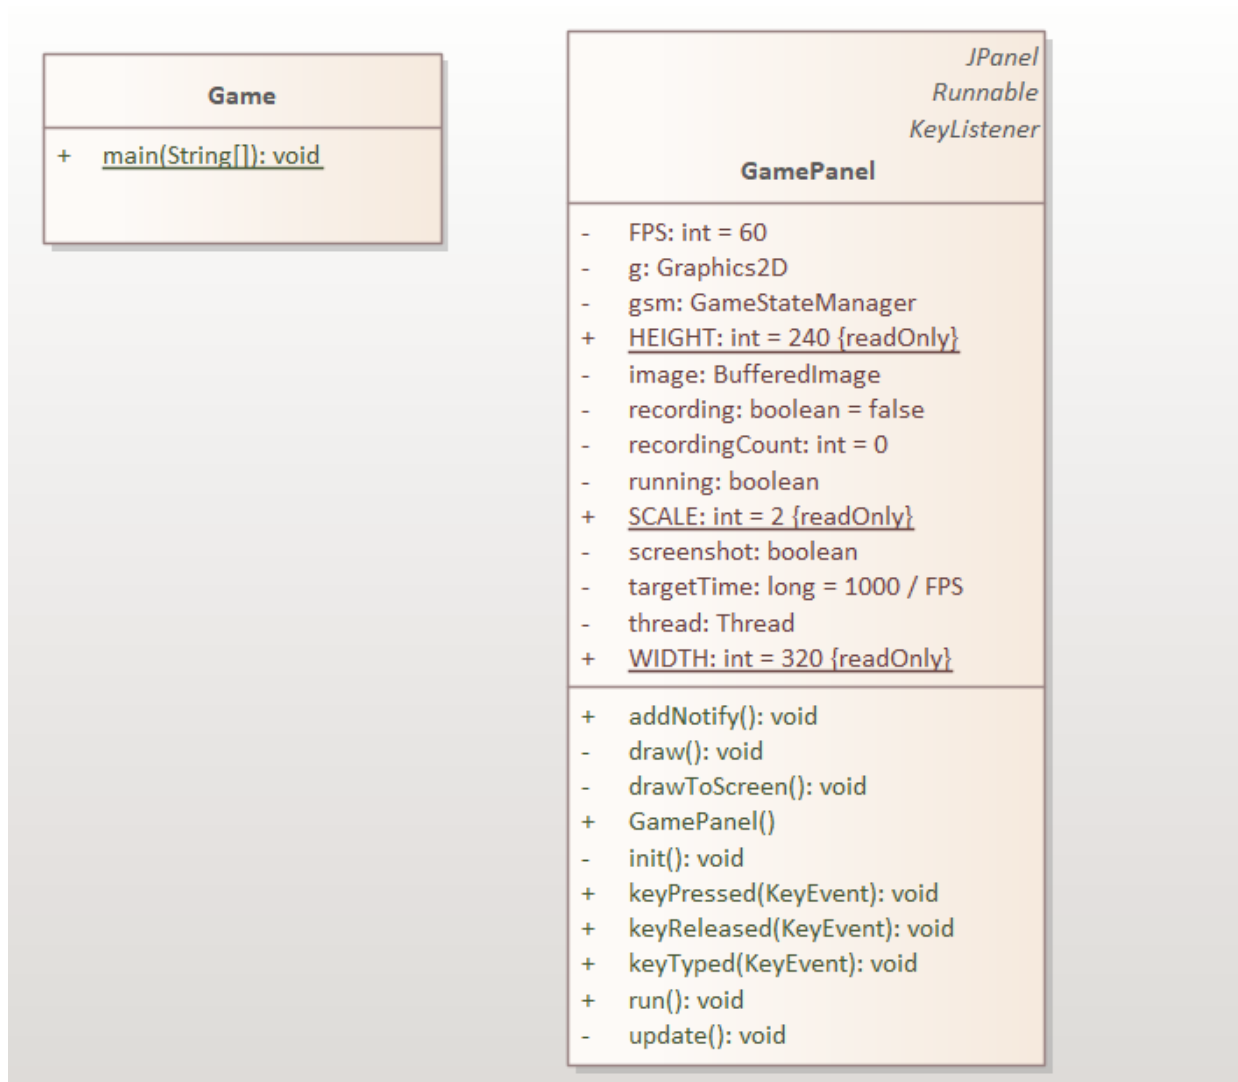 Game
+ main(String[]): void
JPanel
Runnable
KeyListener
GamePanel
- FPS: int = 60
- g: Graphics2D
- gsm: GameStateManager
+ HEIGHT: int = 240 {readOnly}
- image: BufferedImage
- recording: boolean = false
- recordingCount: int = 0
- running: boolean
+ SCALE: int = 2 {readOnly}
- screenshot: boolean
- targetTime: long = 1000 / FPS
- thread: Thread
+ WIDTH: int = 320 {readOnly}
+ addNotify(): void
- draw(): void
- drawToScreen(): void
+ GamePanel()
- init(): void
+ keyPressed(KeyEvent): void
+ keyReleased(KeyEvent): void
+ keyTyped(KeyEvent): void
+ run(): void
- update(): void